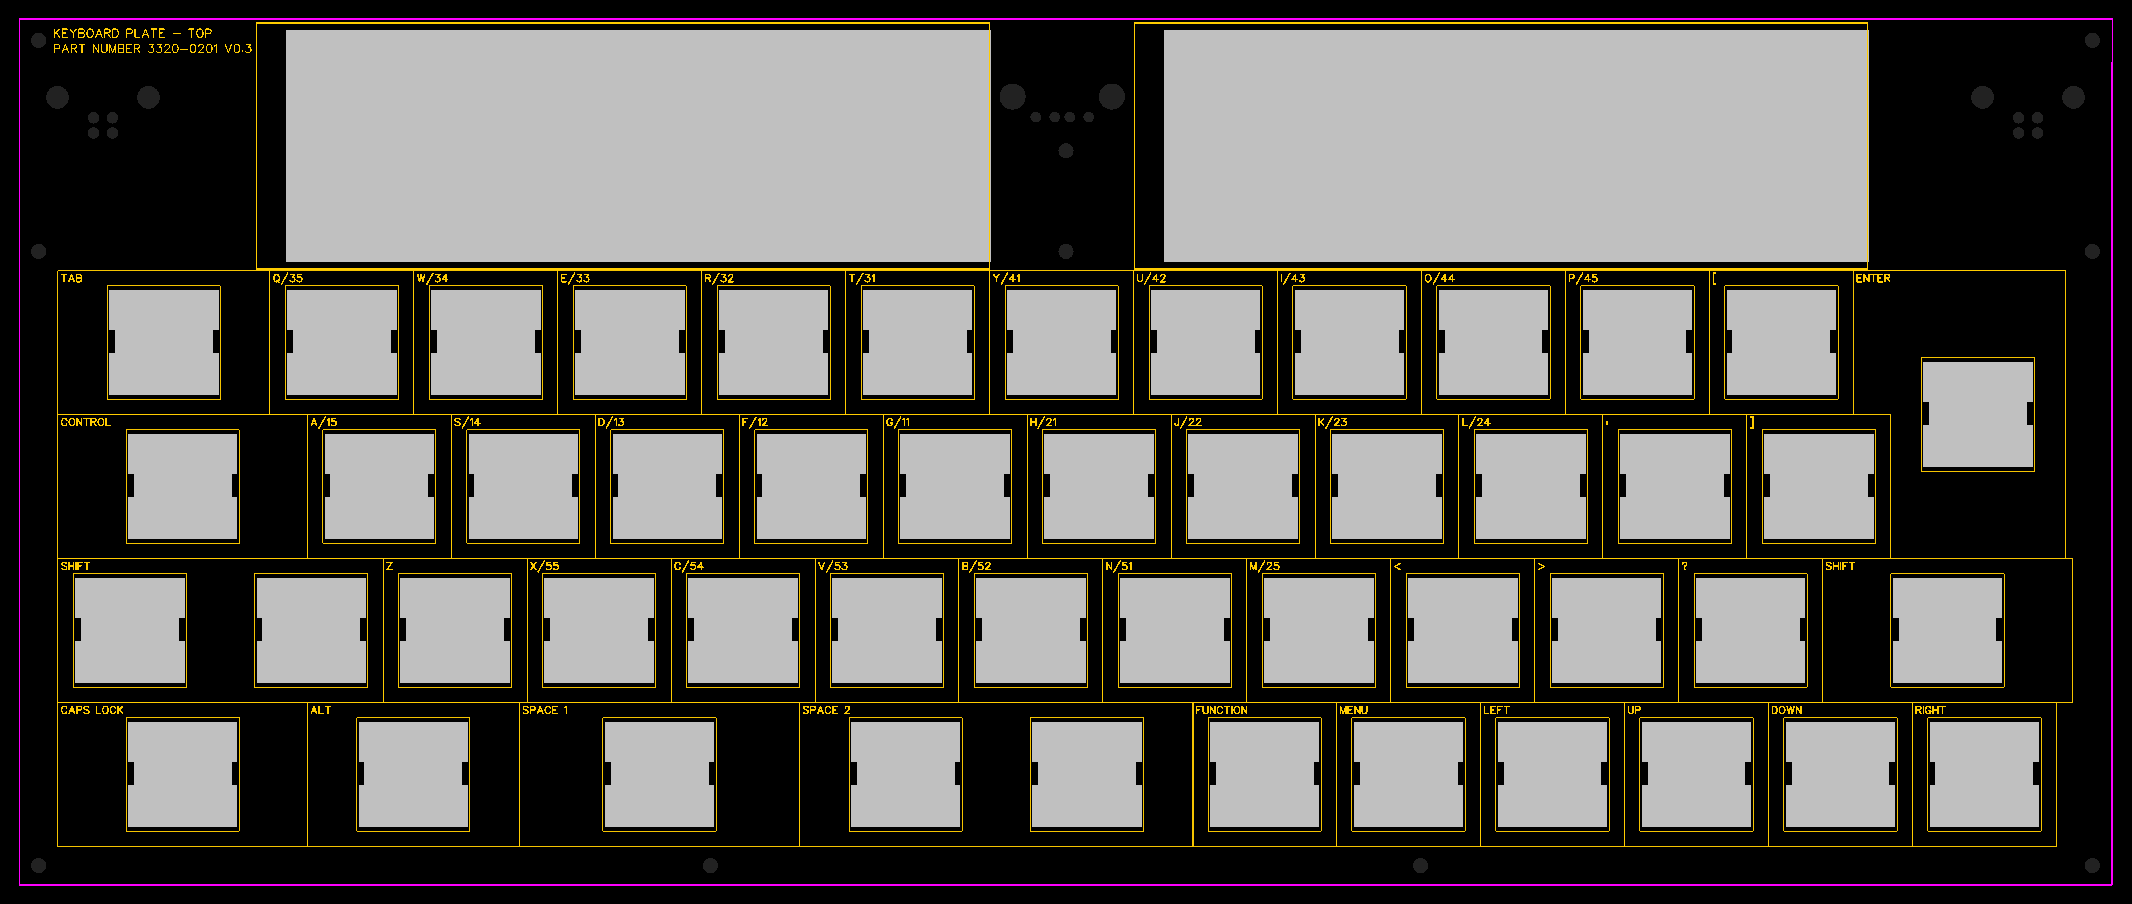 KEYBOARD PLATE - TOP
PART NUMBER 3320-0201 V0.3
TAB Q/35 W/34 E/33 R/32 T/31 Y/41 U/42 I/43 O/44 P/45 [ ENTER
CONTROL A/15 S/14 D/13 F/12 G/11 H/21 J/22 K/23 L/24 ' ]
SHIFT Z X/55 C/54 V/53 B/52 N/51 M/25 < > ? SHIFT
CAPS LOCK ALT SPACE 1 SPACE 2 FUNCTION MENU LEFT UP DOWN RIGHT